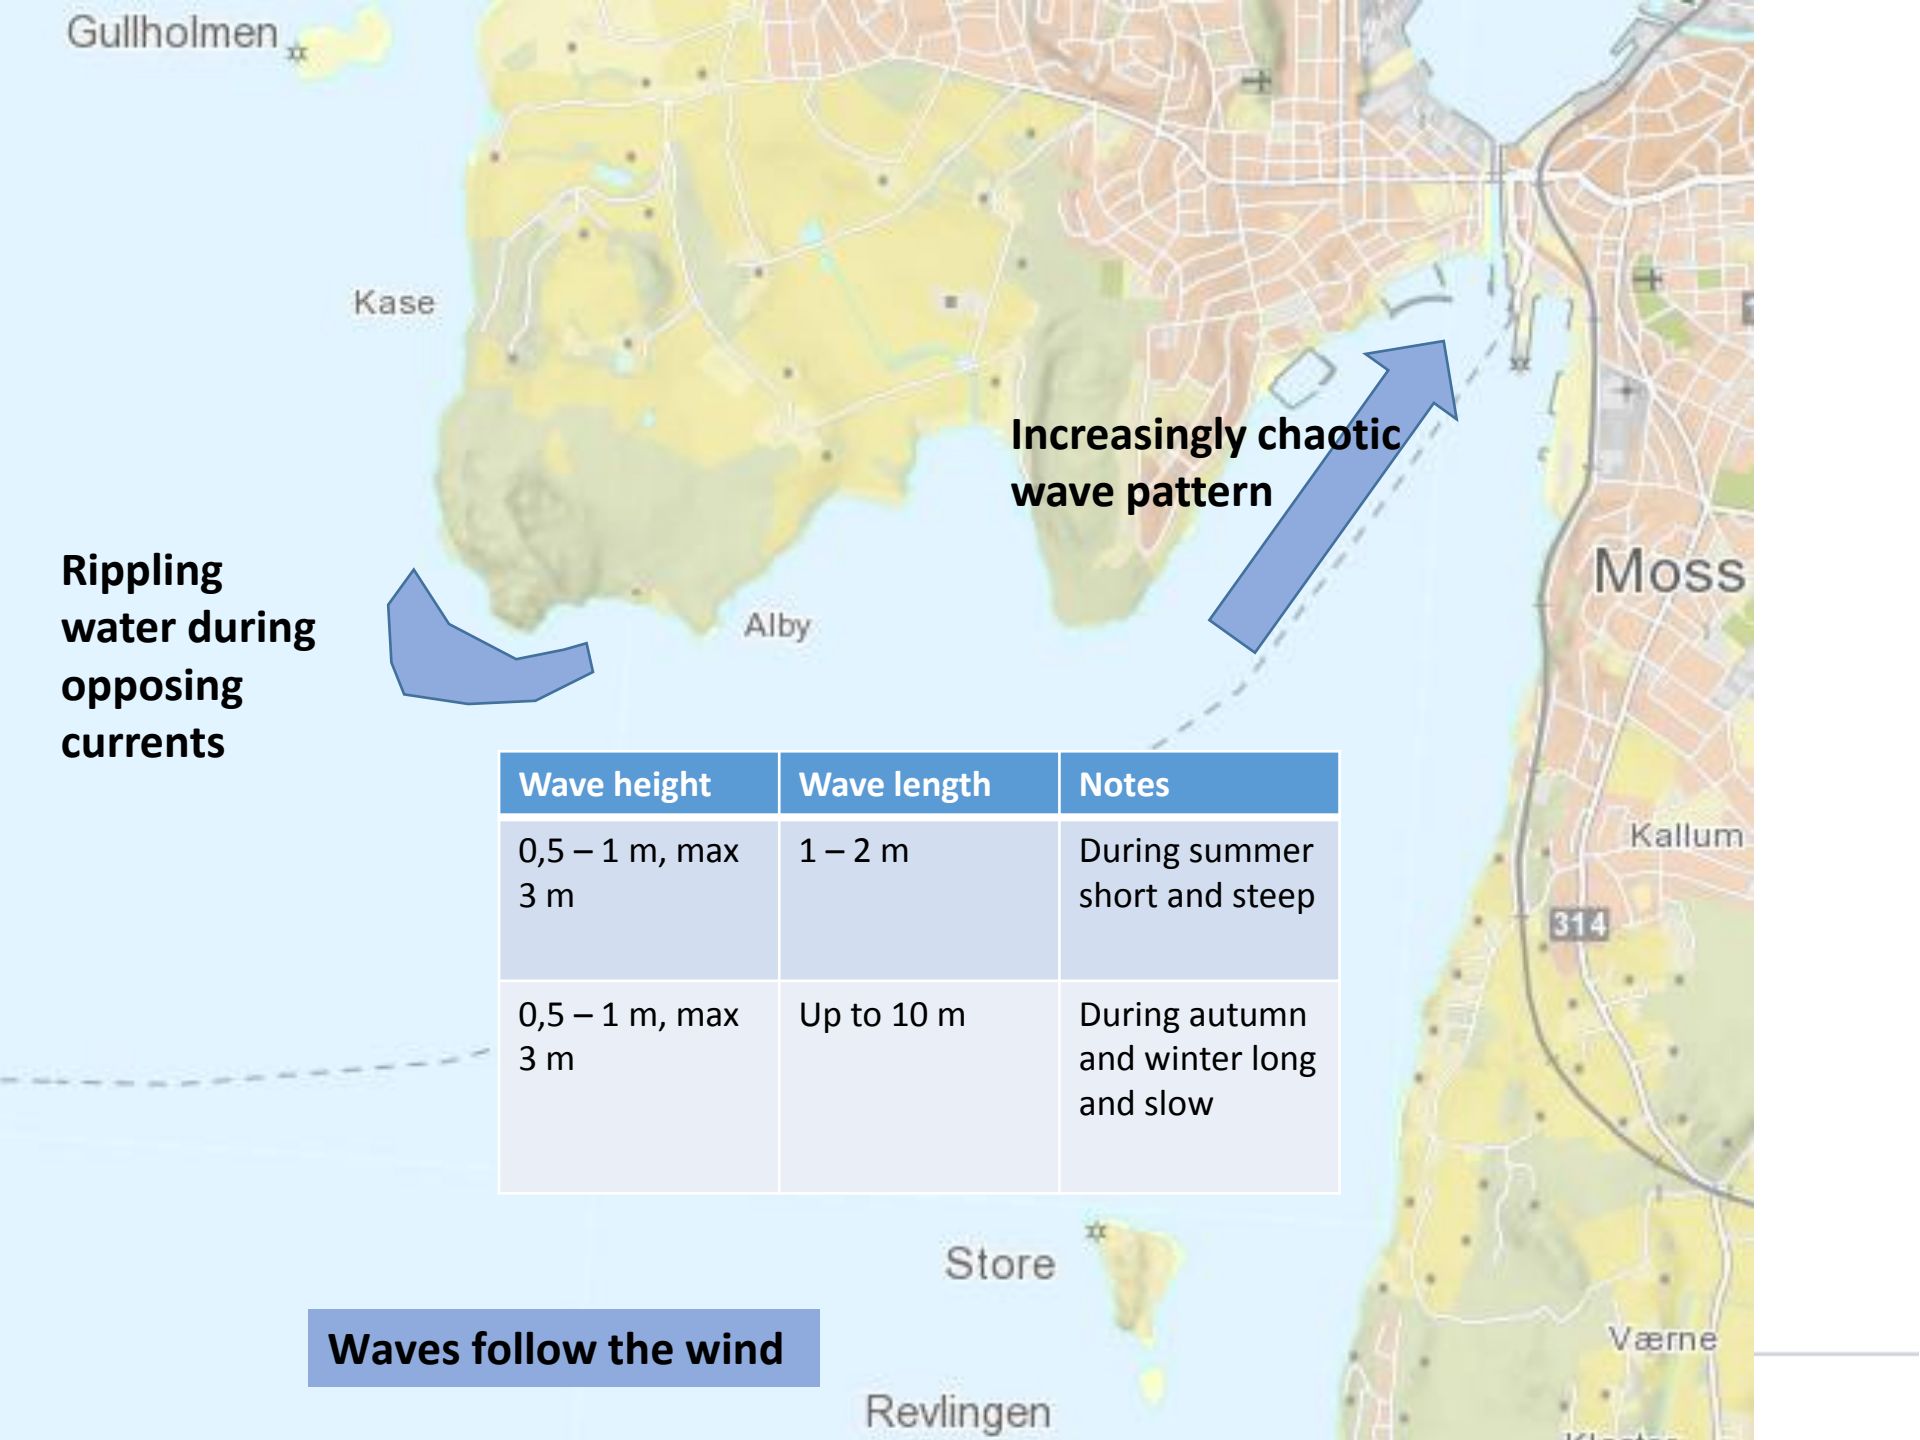 Gullholmen
Kase
Increasingly chaotic
wave pattern
Moss
Rippling
water during
opposing
currents
Alby
Wave height
Wave length
Notes
0,5 – 1 m, max
3 m
1 – 2 m
During summer
short and steep
0,5 – 1 m, max
3 m
Up to 10 m
During autumn
and winter long
and slow
Kallum
314
Store
Waves follow the wind
Værne
Revlingen